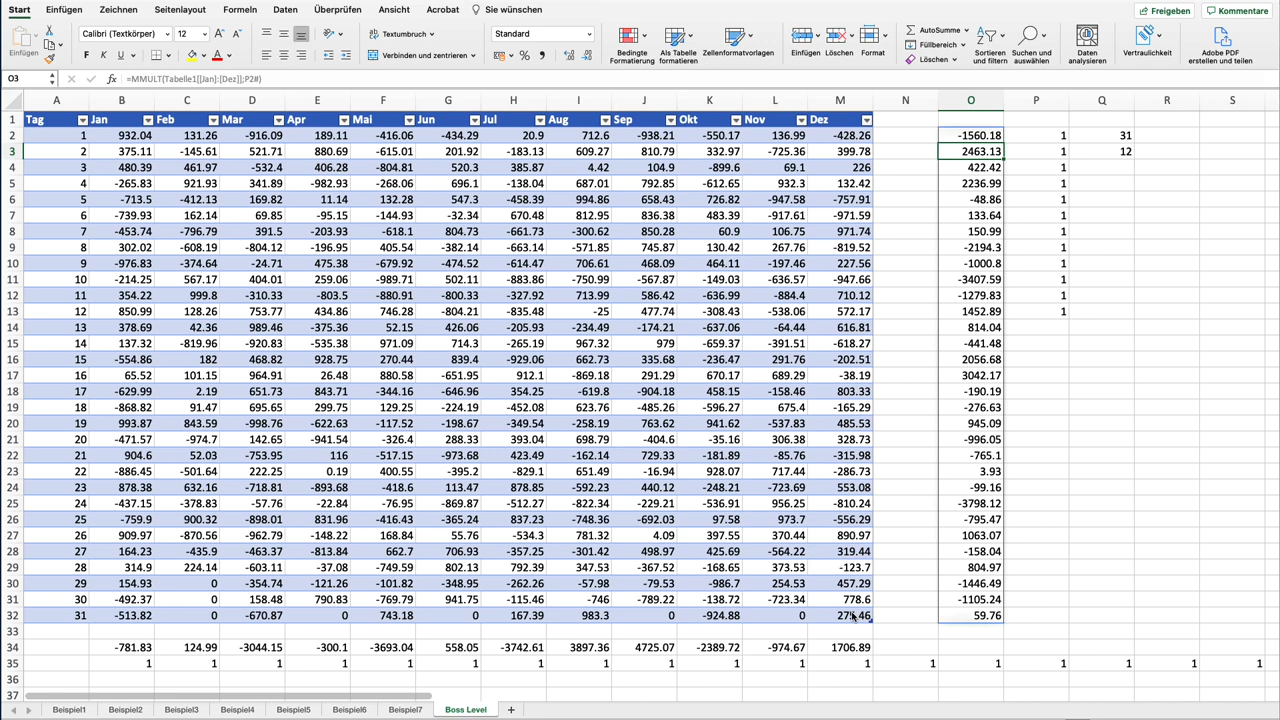 Start Einfügen Zeichnen Seitenlayout Formeln Daten Überprüfen Ansicht Acrobat Sie wünschen Freigeben Kommentare
Einfügen Calibri (Textkörper) 12 A A Textumbruch Standard Bedingte Formatierung Als Tabelle formatieren Zellenformatvorlagen Einfügen Löschen Format AutoSumme Sortieren und filtern Suchen und auswählen Daten analysieren Vertraulichkeit Adobe PDF erstellen und teilen
F K U Verbinden und zentrieren % Füllbereich Löschen
O3 fx =MMULT(Tabelle1[[Jan]:[Dez]];P2#)
A B C D E F G H I J K L M N O P Q R S
1 Tag Jan Feb Mar Apr Mai Jun Jul Aug Sep Okt Nov Dez
2 1 932.04 131.26 -916.09 189.11 -416.06 -434.29 20.9 712.6 -938.21 -550.17 136.99 -428.26 -1560.18 1 31
3 2 375.11 -145.61 521.71 880.69 -615.01 201.92 -183.13 609.27 810.79 332.97 -725.36 399.78 2463.13 1 12
4 3 480.39 461.97 -532.4 406.28 -804.81 520.3 385.87 4.42 104.9 -899.6 69.1 226 422.42 1
5 4 -265.83 921.93 341.89 -982.93 -268.06 696.1 -138.04 687.01 792.85 -612.65 932.3 132.42 2236.99 1
6 5 -713.5 -412.13 169.82 11.14 132.28 547.3 -458.39 994.86 658.43 726.82 -947.58 -757.91 -48.86 1
7 6 -739.93 162.14 69.85 -95.15 -144.93 -32.34 670.48 812.95 836.38 483.39 -917.61 -971.59 133.64 1
8 7 -453.74 -796.79 391.5 -203.93 -618.1 804.73 -661.73 -300.62 850.28 60.9 106.75 971.74 150.99 1
9 8 302.02 -608.19 -804.12 -196.95 405.54 -382.14 -663.14 -571.85 745.87 130.42 267.76 -819.52 -2194.3 1
10 9 -976.83 -374.64 -24.71 475.38 -679.92 -474.52 -614.47 706.61 468.09 464.11 -197.46 227.56 -1000.8 1
11 10 -214.25 567.17 404.01 259.06 -989.71 502.11 -883.86 -750.99 -567.87 -149.03 -636.57 -947.66 -3407.59 1
12 11 354.22 999.8 -310.33 -803.5 -880.91 -800.33 -327.92 713.99 586.42 -636.99 -884.4 710.12 -1279.83 1
13 12 850.99 128.26 753.77 434.86 746.08 -804.21 -835.48 -25 477.74 -308.43 -538.06 572.17 1452.89 1
14 13 378.69 42.36 989.46 -375.36 52.15 426.06 -205.93 -234.49 -174.21 -637.06 -64.44 616.81 814.04
15 14 137.32 -819.96 -920.83 -535.38 971.09 714.3 -265.19 967.32 979 -659.37 -391.51 -618.27 -441.48
16 15 -554.86 182 468.82 928.75 270.44 839.4 -929.06 662.73 335.68 -236.47 291.76 -202.51 2056.68
17 16 65.52 101.15 964.91 26.48 880.58 -651.95 912.1 -869.18 291.29 670.17 689.29 -38.19 3042.17
18 17 -629.99 2.19 651.73 843.71 -344.16 -646.96 354.25 -619.8 -904.18 458.15 -158.46 803.33 -190.19
19 18 -868.82 91.47 695.65 299.75 129.25 -224.19 -452.08 623.76 -485.26 -596.27 675.4 -165.29 -276.63
20 19 993.87 843.59 -998.76 -622.63 -117.52 -198.67 -349.54 -258.19 763.62 941.62 -537.83 485.53 945.09
21 20 -471.57 -974.7 142.65 -941.54 -326.4 288.33 393.04 698.79 -404.6 -35.16 306.38 328.73 -996.05
22 21 904.6 52.03 -753.95 116 -517.15 -973.68 423.49 -162.14 729.33 -181.89 -85.76 -315.98 -765.1
23 22 -886.45 -501.64 222.25 0.19 400.55 -395.2 -829.1 651.49 -16.94 928.07 717.44 -286.73 3.93
24 23 878.38 632.16 -718.81 -893.68 -418.6 113.47 878.85 -592.23 440.12 -248.21 -723.69 553.08 -99.16
25 24 -437.15 -378.83 -57.76 -22.84 -76.95 -869.87 -512.27 -822.34 -229.21 -536.91 956.25 -810.24 -3798.12
26 25 -759.9 900.32 -898.01 831.96 -416.43 -365.24 837.23 -748.36 -692.03 97.58 973.7 -556.29 -795.47
27 26 909.97 -870.56 -962.79 -148.22 168.84 55.76 -534.3 781.32 4.09 397.55 370.44 890.97 1063.07
28 27 164.23 -435.9 -463.37 -813.84 662.7 706.93 -357.25 -301.42 498.97 425.69 -564.22 319.44 -158.04
29 28 314.9 224.14 -603.11 -37.08 -749.59 802.13 792.39 347.53 -367.52 -168.65 373.53 -123.7 804.97
30 29 154.93 0 -354.74 -121.26 -101.82 -348.95 -262.26 -57.98 -79.53 -986.7 254.53 457.29 -1446.49
31 30 -492.37 0 158.48 790.83 -769.79 941.75 -115.46 -746 -789.22 -138.72 -723.34 778.6 -1105.24
32 31 -513.82 0 -670.87 0 743.18 0 167.39 983.3 0 -924.88 0 59.76
33
34 -781.83 124.99 -3044.15 -300.1 -3693.04 558.05 -3742.61 3897.36 4725.07 -2389.72 -974.67 1706.89
35 1 1 1 1 1 1 1 1 1 1 1 1 1 1 1 1 1 1
36
37
Beispiel1 Beispiel2 Beispiel3 Beispiel4 Beispiel5 Beispiel6 Beispiel7 Boss Level +